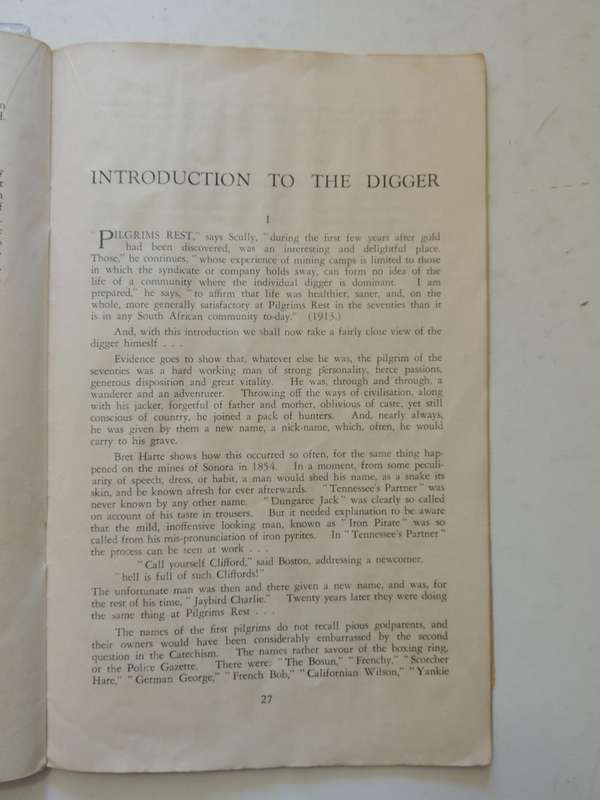 INTRODUCTION TO THE DIGGER
I
"PILGRIMS REST," says Scully, "during the first few years after gold
had been discovered, was an interesting and delightful place.
Those," he continues, "whose experience of mining camps is limited to those
in which the syndicate or company holds sway, can form no idea of the
life of a community where the individual digger is dominant. I am
prepared," he says, "to affirm that life was healthier, saner, and, on the
whole, more generally satisfactory at Pilgrims Rest in the seventies than it
is in any South African community to-day." (1913.)
And, with this introduction we shall now take a fairly close view of the
digger himeslf . . .
Evidence goes to show that, whatever else he was, the pilgrim of the
seventies was a hard working man of strong personality, fierce passions,
generous disposition and great vitality. He was, through and through, a
wanderer and an adventurer. Throwing off the ways of civilisation, along
with his jacket, forgetful of father and mother, oblivious of caste, yet still
conscious of country, he joined a pack of hunters. And, nearly always,
he was given by them a new name, a nick-name, which, often, he would
carry to his grave.
Bret Harte shows how this occurred so often, for the same thing hap-
pened on the mines of Sonora in 1854. In a moment, from some peculi-
arity of speech, dress, or habit, a man would shed his name, as a snake its
skin, and be known afresh for ever afterwards. "Tennessee's Partner" was
never known by any other name. "Dungaree Jack" was clearly so called
on account of his taste in trousers. But it needed explanation to be aware
that the mild, inoffensive looking man, known as "Iron Pirate" was so
called from his mis-pronunciation of iron pyrites. In "Tennessee's Partner"
the process can be seen at work . . .
"Call yourself Clifford," said Boston, addressing a newcomer,
"hell is full of such Cliffords!"
The unfortunate man was then and there given a new name, and was, for
the rest of his time, "Jaybird Charlie." Twenty years later they were doing
the same thing at Pilgrims Rest . . .
The names of the first pilgrims do not recall pious godparents, and
their owners would have been considerably embarrassed by the second
question in the Catechism. The names rather savour of the boxing ring,
or the Police Gazette. There were: "The Bosun," "Frenchy," "Scorcher
Hare," "German George," "French Bob," "Californian Wilson," "Yankie
27